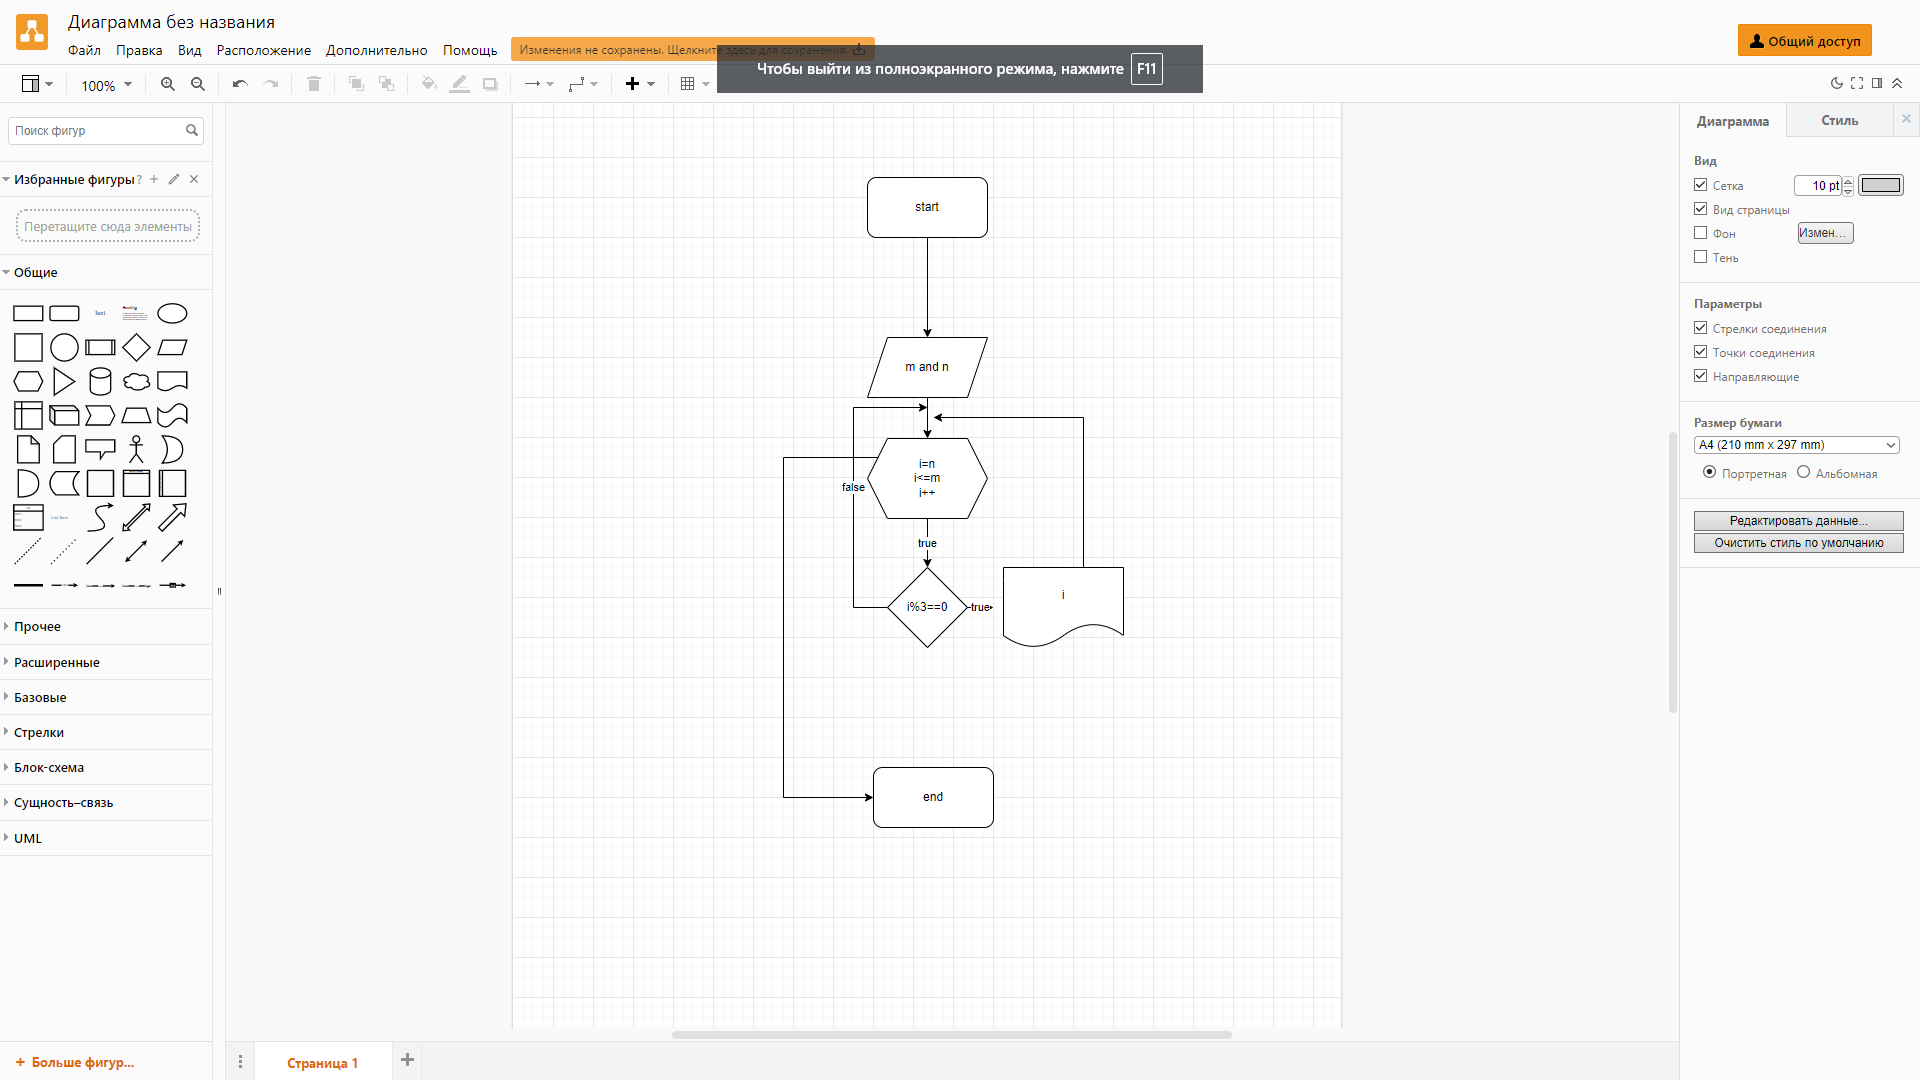 Диаграмма без названия
Файл Правка Вид Расположение Дополнительно Помощь
Изменения не сохранены. Щелкните здесь для сохранения.
Чтобы выйти из полноэкранного режима, нажмите F11
Общий доступ
100%
Поиск фигур
Избранные фигуры ?
Перетащите сюда элементы
Общие
Text
Heading
List Item
Прочее
Расширенные
Базовые
Стрелки
Блок-схема
Сущность–связь
UML
+ Больше фигур...
start
m and n
i=n
i<=m
i++
false
true
i%3==0
true
i
end
Страница 1
Диаграмма Стиль
Вид
Сетка 10 pt
Вид страницы
Фон Измен...
Тень
Параметры
Стрелки соединения
Точки соединения
Направляющие
Размер бумаги
A4 (210 mm x 297 mm)
Портретная Альбомная
Редактировать данные...
Очистить стиль по умолчанию